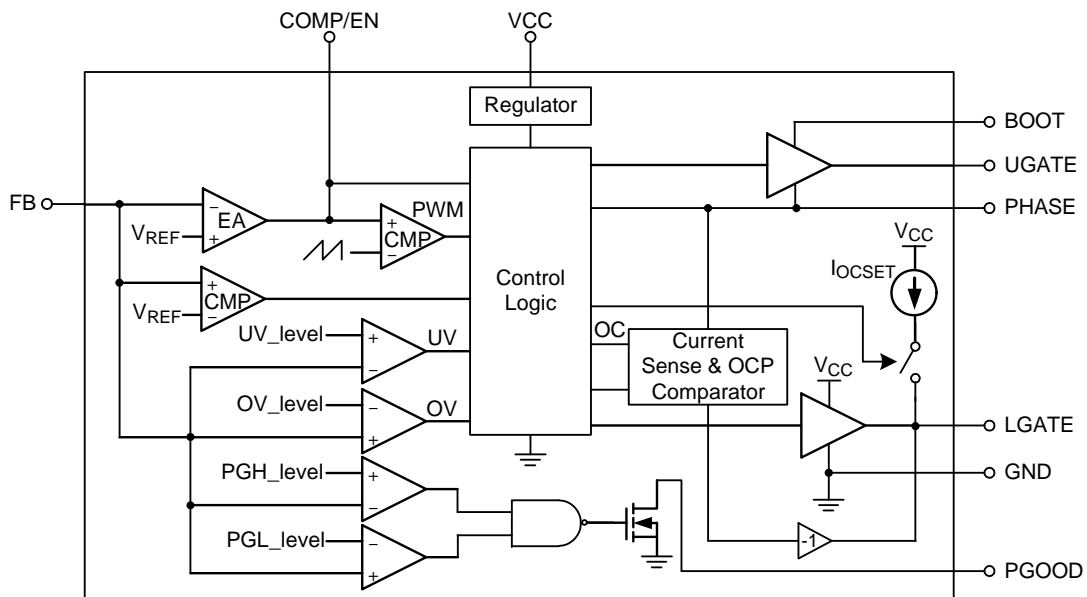 COMP/EN
VCC
Regulator
BOOT
UGATE
PHASE
FB
−
EA
VREF
+
PWM
+
CMP
−
+
CMP
VREF
−
Control
Logic
VCC
IOCSET
OC
Current
Sense & OCP
Comparator
UV_level
+
UV
−
OV_level
−
OV
+
VCC
LGATE
GND
PGH_level
+
−
PGL_level
−
+
-1
PGOOD